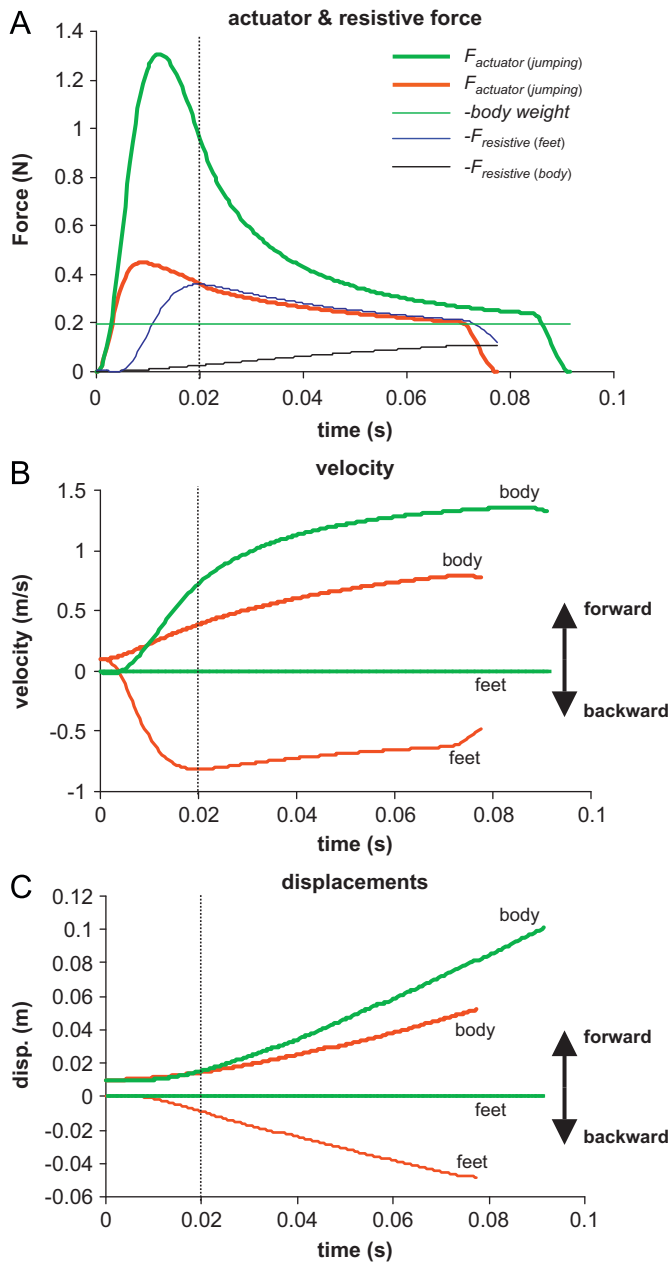 A
actuator & resistive force
1.4
1.2
1
0.8
0.6
0.4
0.2
0
Force (N)
F actuator (jumping)
F actuator (jumping)
-body weight
-F resistive (feet)
-F resistive (body)
0 0.02 0.04 0.06 0.08 0.1
time (s)
B
velocity
1.5
1
0.5
0
-0.5
-1
velocity (m/s)
body
body
feet
feet
forward
backward
0 0.02 0.04 0.06 0.08 0.1
time (s)
C
displacements
0.12
0.1
0.08
0.06
0.04
0.02
0
-0.02
-0.04
-0.06
disp. (m)
body
body
feet
feet
forward
backward
0 0.02 0.04 0.06 0.08 0.1
time (s)